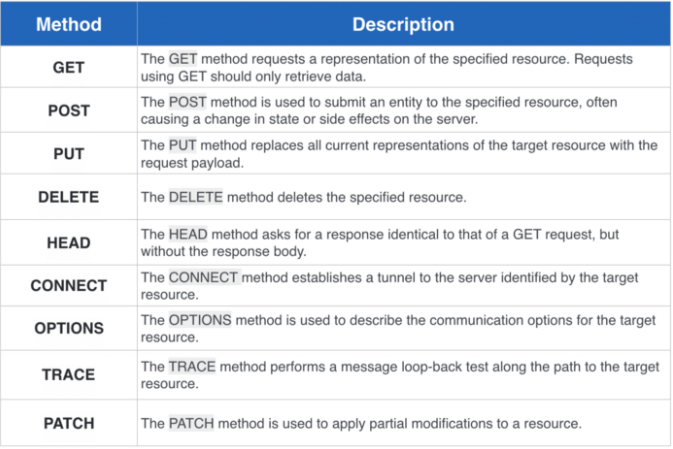 Method Description
GET
The GET method requests a representation of the specified resource. Requests
using GET should only retrieve data.
POST
The POST method is used to submit an entity to the specified resource, often
causing a change in state or side effects on the server.
PUT
The PUT method replaces all current representations of the target resource with the
request payload.
DELETE
The DELETE method deletes the specified resource.
HEAD
The HEAD method asks for a response identical to that of a GET request, but
without the response body.
CONNECT
The CONNECT method establishes a tunnel to the server identified by the target
resource.
OPTIONS
The OPTIONS method is used to describe the communication options for the target
resource.
TRACE
The TRACE method performs a message loop-back test along the path to the target
resource.
PATCH
The PATCH method is used to apply partial modifications to a resource.